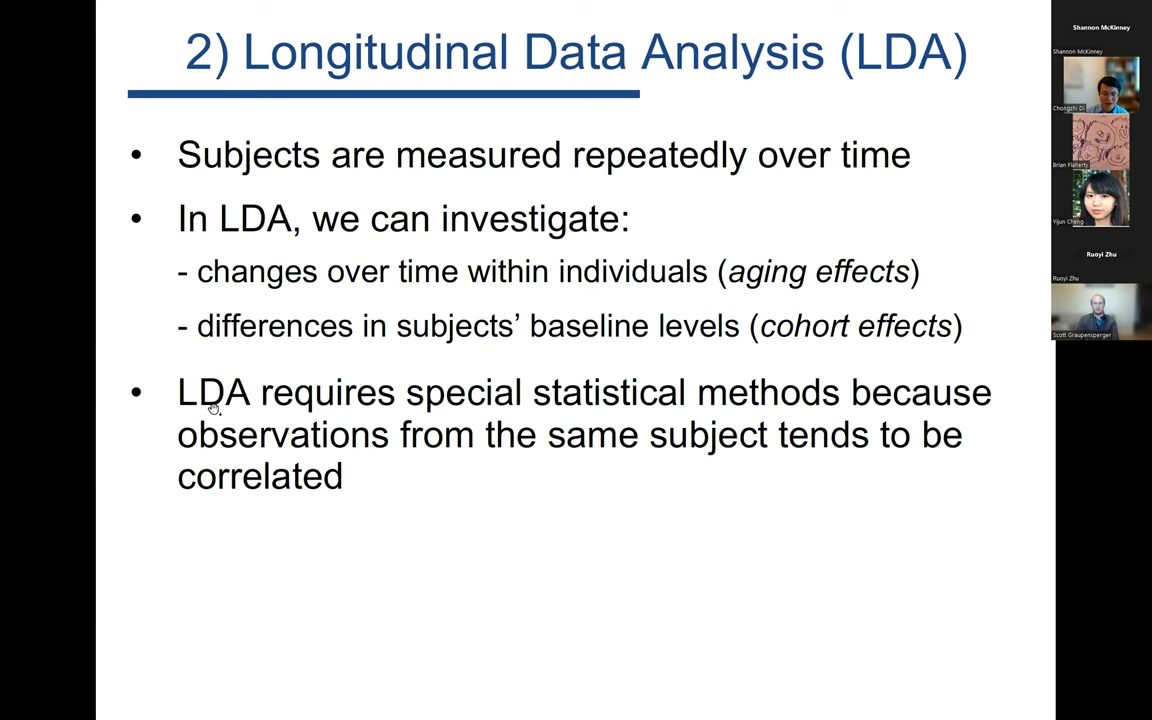 2) Longitudinal Data Analysis (LDA)
• Subjects are measured repeatedly over time
• In LDA, we can investigate:
- changes over time within individuals (aging effects)
- differences in subjects’ baseline levels (cohort effects)
• LDA requires special statistical methods because
observations from the same subject tends to be
correlated
Shannon McKinney
Shannon McKinney
Chongzhi Di
Brian Flaherty
Yijun Cheng
Ruoyi Zhu
Ruoyi Zhu
Scott Graupensperger